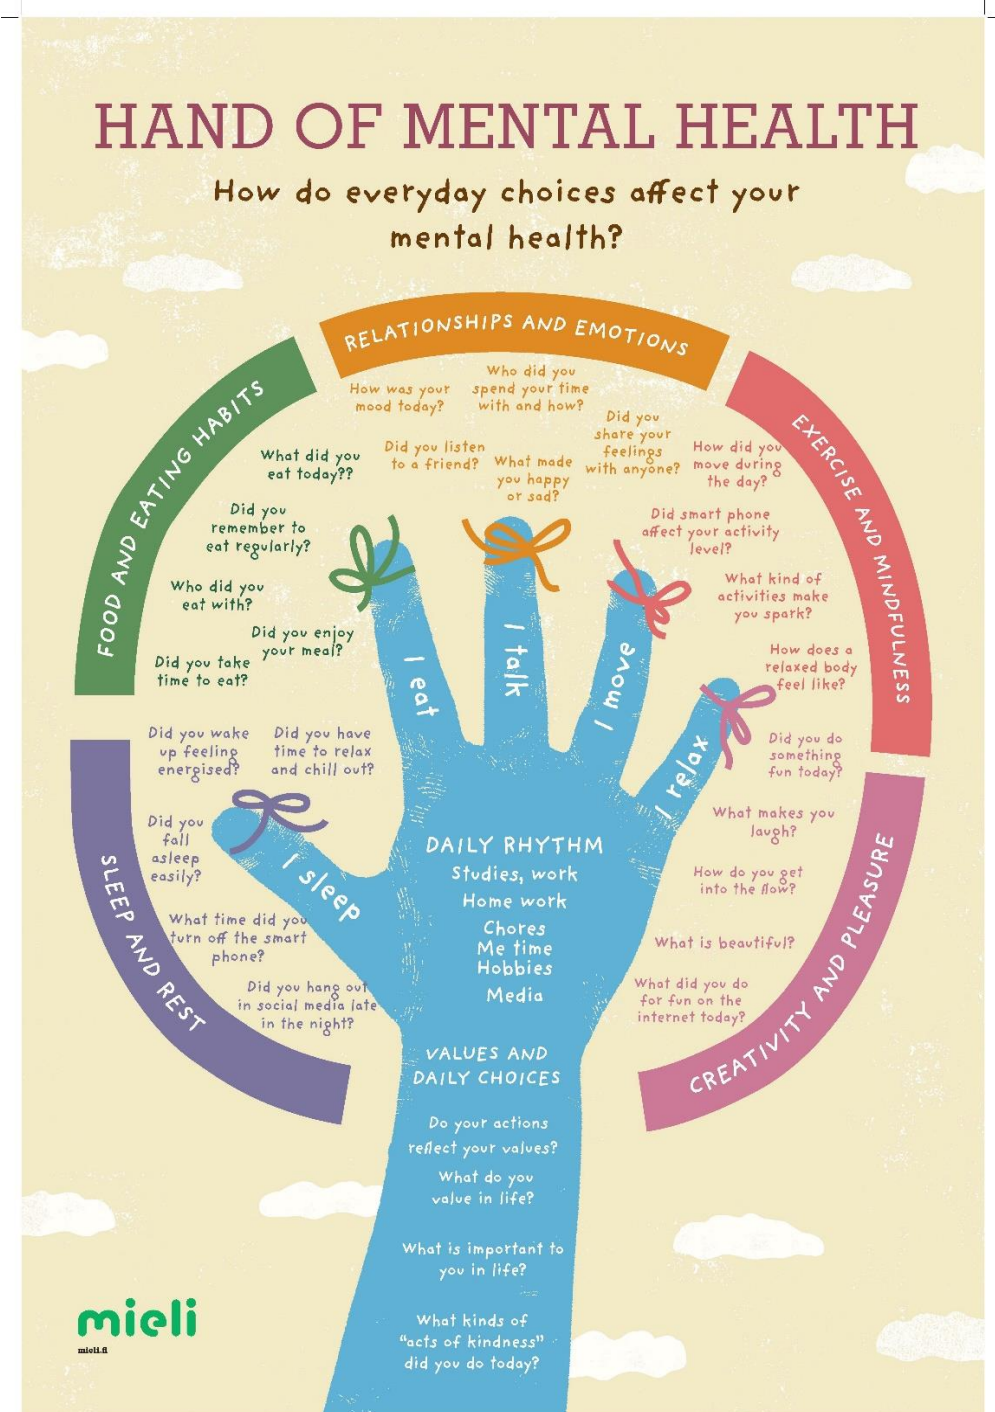 HAND OF MENTAL HEALTH
How do everyday choices affect your
mental health?
RELATIONSHIPS AND EMOTIONS
How was your
mood today?
Who did you
spend your time
with and how?
Did you listen
to a friend?
What made
you happy
or sad?
Did you
share your
feelings
with anyone?
FOOD AND EATING HABITS
What did you
eat today??
Did you
remember to
eat regularly?
Who did you
eat with?
Did you enjoy
your meal?
Did you take
time to eat?
EXERCISE AND MINDFULNESS
How did you
move during
the day?
Did smart phone
affect your activity
level?
What kind of
activities make
you spark?
How does a
relaxed body
feel like?
I eat
I talk
I move
I relax
I sleep
SLEEP AND REST
Did you wake
up feeling
energised?
Did you have
time to relax
and chill out?
Did you
fall
asleep
easily?
What time did you
turn off the smart
phone?
Did you hang out
in social media late
in the night?
CREATIVITY AND PLEASURE
Did you do
something
fun today?
What makes you
laugh?
How do you get
into the flow?
What is beautiful?
What did you do
for fun on the
internet today?
DAILY RHYTHM
Studies, work
Home work
Chores
Me time
Hobbies
Media
VALUES AND
DAILY CHOICES
Do your actions
reflect your values?
What do you
value in life?
What is important to
you in life?
What kinds of
"acts of kindness"
did you do today?
mieli
mieli.fi